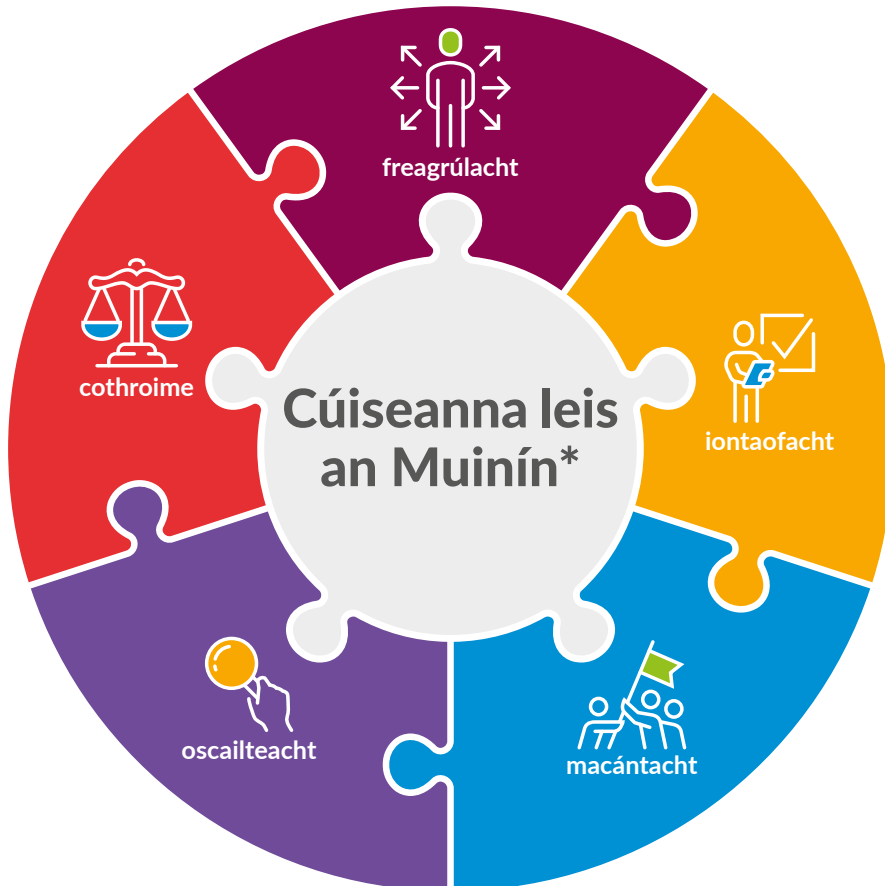 freagrúlacht
cothroime
Cúiseanna leis
an Muinín*
iontaofacht
oscailteacht
macántacht